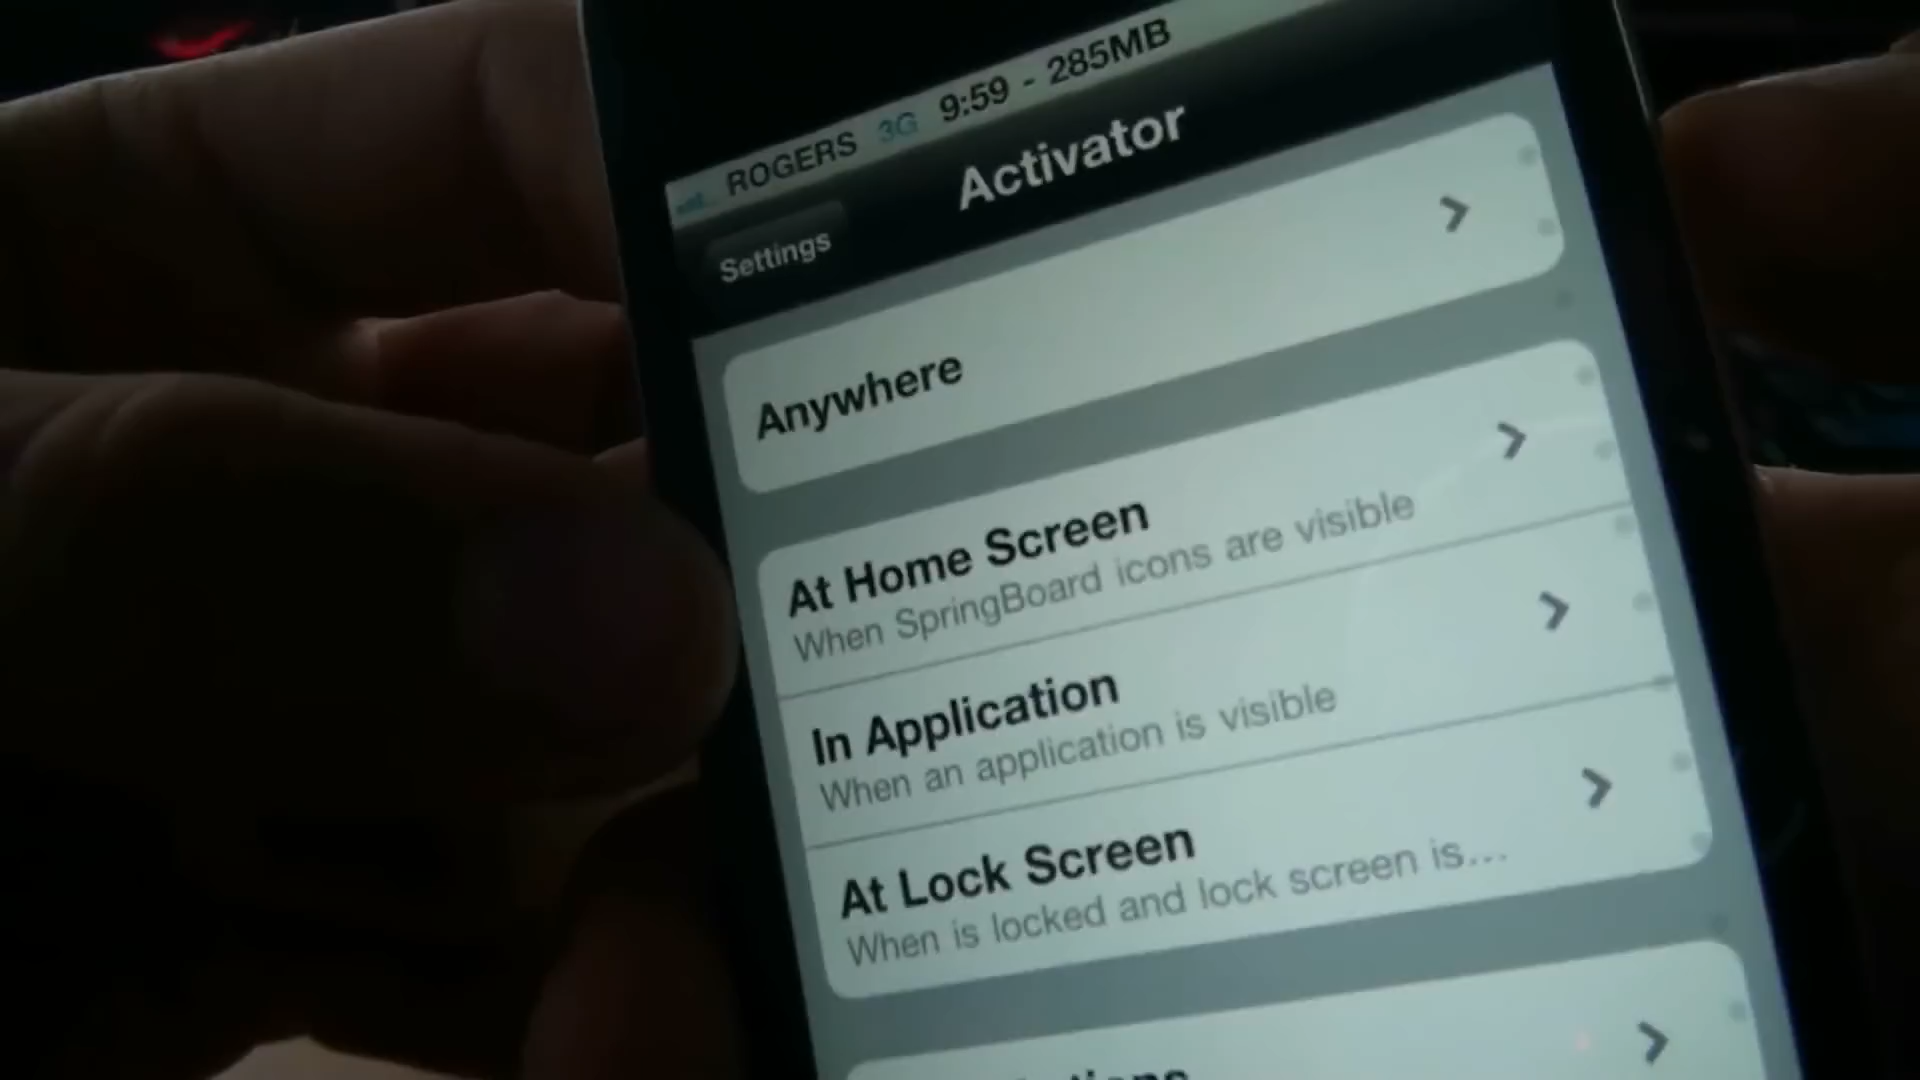 ROGERS 3G 9:59 - 285MB
Activator
Settings
Anywhere
At Home Screen
When SpringBoard icons are visible
In Application
When an application is visible
At Lock Screen
When is locked and lock screen is...